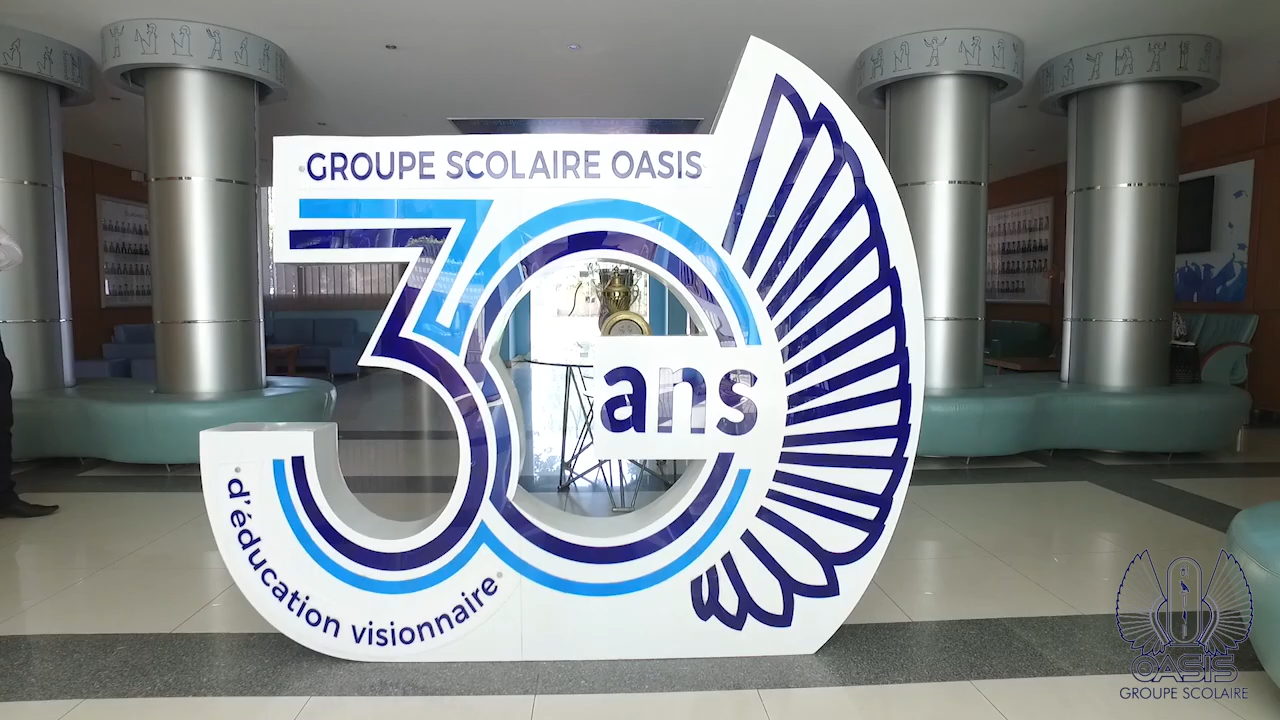 GROUPE SCOLAIRE OASIS
30
ans
d'éducation visionnaire
OASIS
GROUPE SCOLAIRE